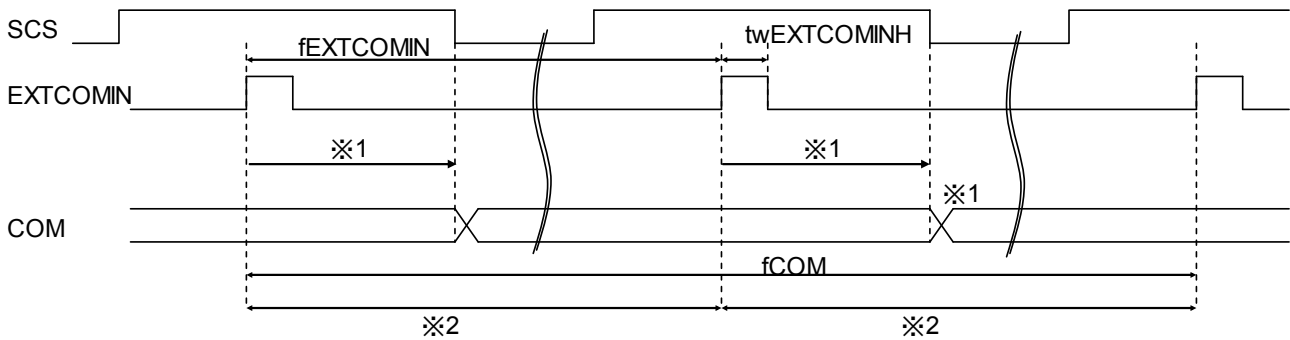 SCS
fEXTCOMIN
twEXTCOMINH
EXTCOMIN
※1
※1
※1
COM
fCOM
※2
※2